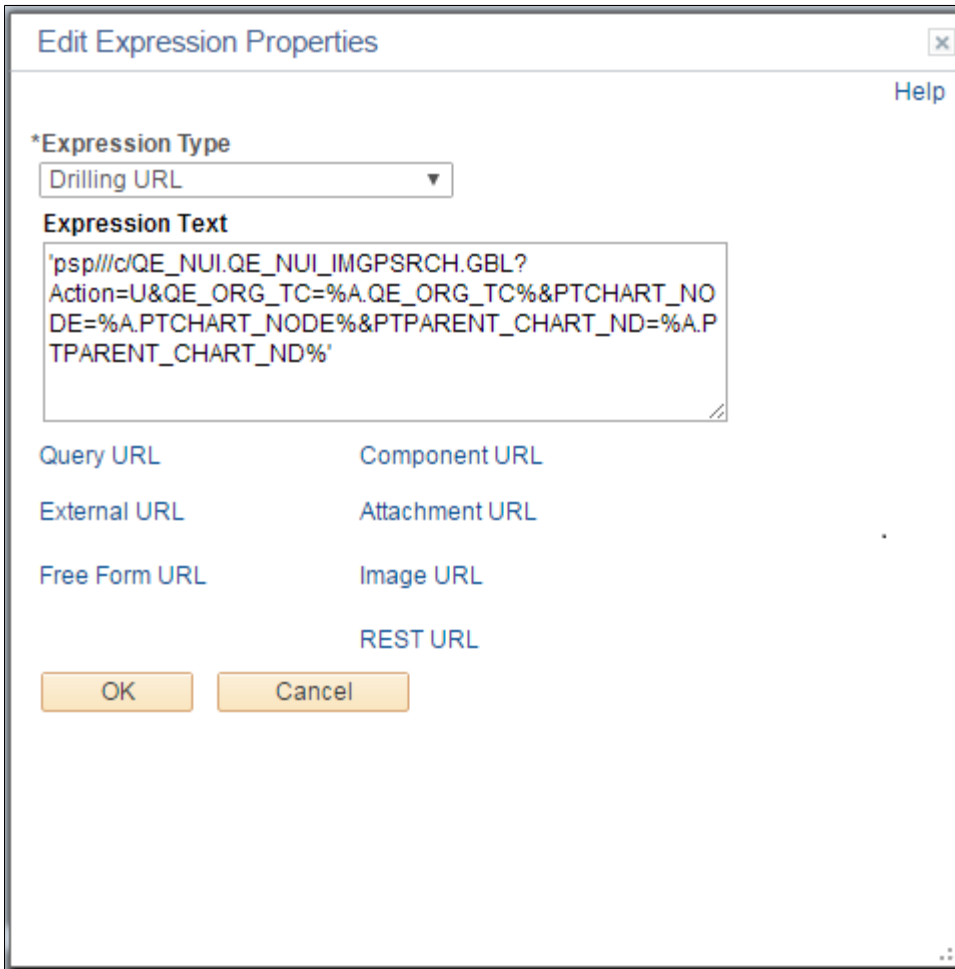 Edit Expression Properties
Help
*Expression Type
Drilling URL
Expression Text
'psp///c/QE_NUI.QE_NUI_IMGPSRCH.GBL?
Action=U&QE_ORG_TC=%A.QE_ORG_TC%&PTCHART_NO
DE=%A.PTCHART_NODE%&PTPARENT_CHART_ND=%A.P
TPARENT_CHART_ND%'
Query URL Component URL
External URL Attachment URL
Free Form URL Image URL
REST URL
OK Cancel